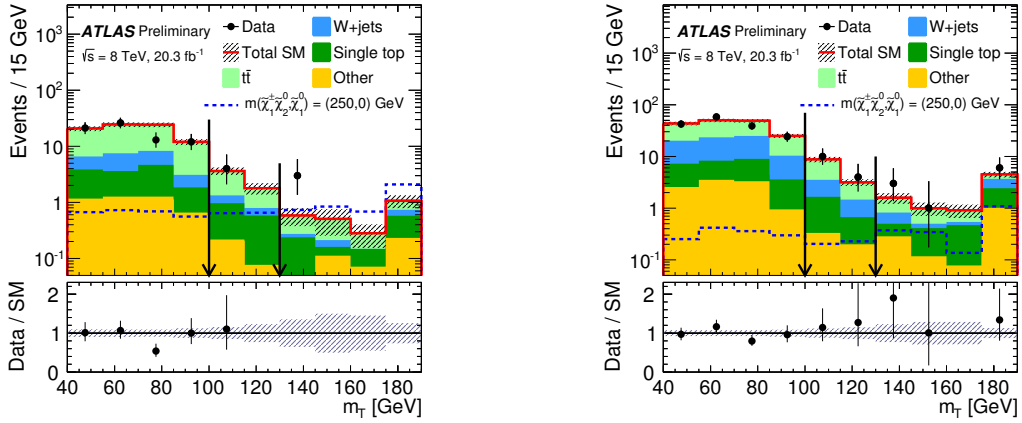 ATLAS Preliminary
√s = 8 TeV, 20.3 fb⁻¹
Data
Total SM
tt̄
W+jets
Single top
Other
m(χ̃₁±χ̃₂⁰,χ̃₁⁰) = (250,0) GeV
Events / 15 GeV
10³
10²
10
1
10⁻¹
Data / SM
2
1
0
40 60 80 100 120 140 160 180
m_T [GeV]
ATLAS Preliminary
√s = 8 TeV, 20.3 fb⁻¹
Data
Total SM
tt̄
W+jets
Single top
Other
m(χ̃₁±χ̃₂⁰,χ̃₁⁰) = (250,0) GeV
Events / 15 GeV
10³
10²
10
1
10⁻¹
Data / SM
2
1
0
40 60 80 100 120 140 160 180
m_T [GeV]